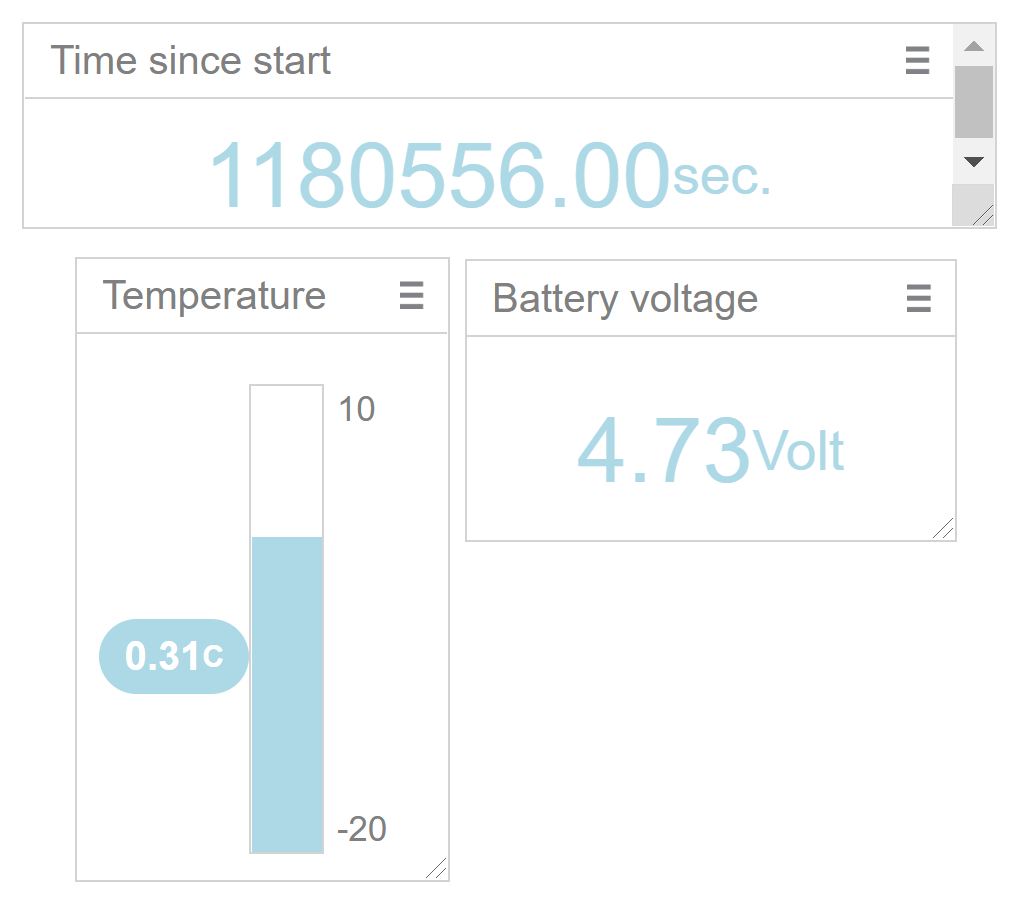 Time since start
1180556.00sec.
Temperature
Battery voltage
10
4.73Volt
0.31C
-20